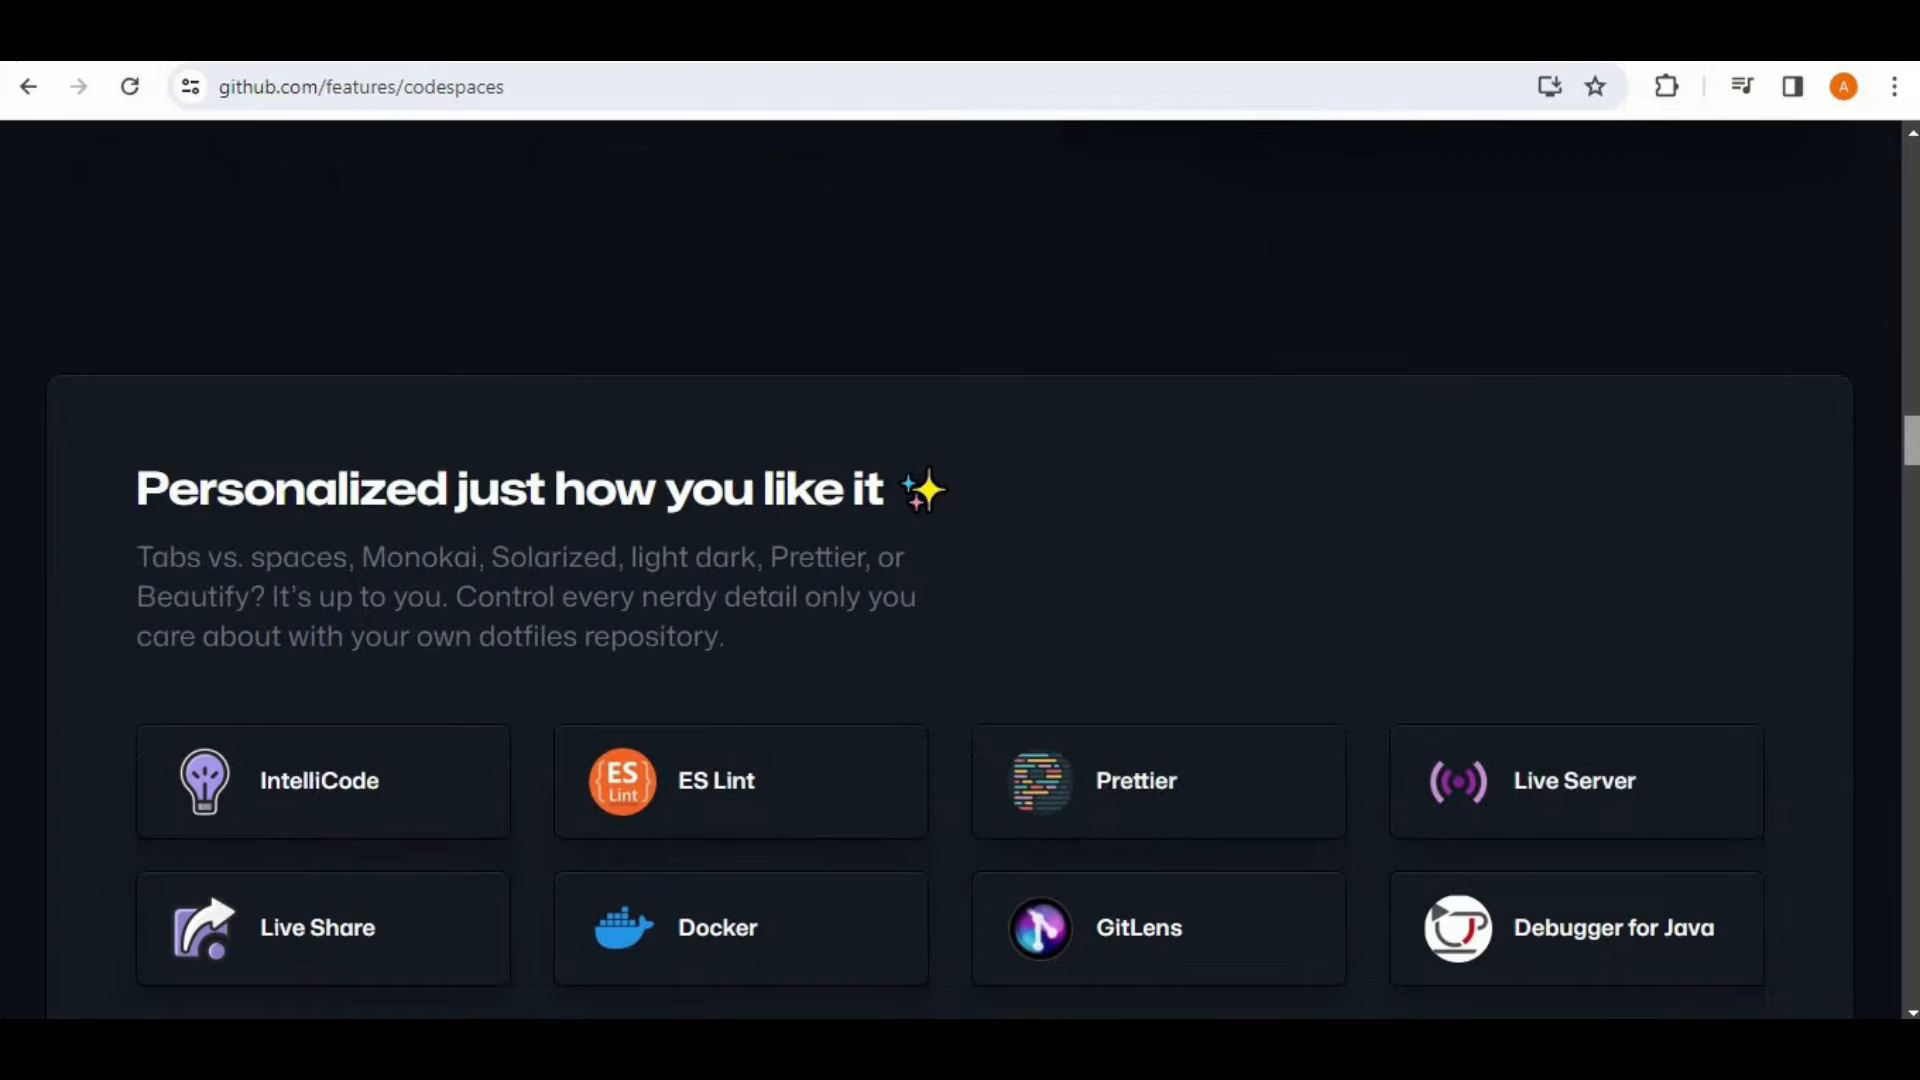 github.com/features/codespaces
A
Personalized just how you like it ✨
Tabs vs. spaces, Monokai, Solarized, light dark, Prettier, or
Beautify? It's up to you. Control every nerdy detail only you
care about with your own dotfiles repository.
IntelliCode
{ES Lint}
ES Lint
Prettier
Live Server
Live Share
Docker
GitLens
Debugger for Java